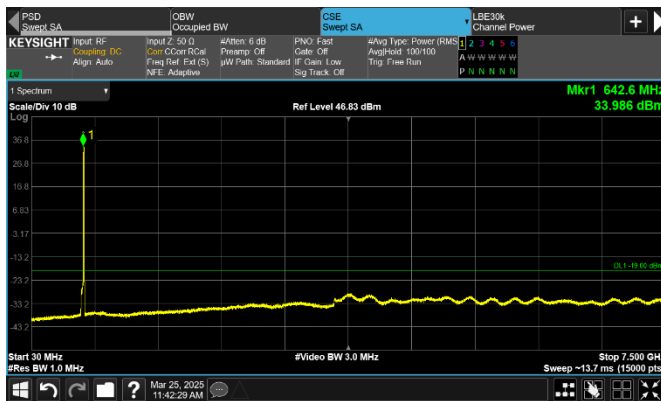 PSD
Swept SA
OBW
Occupied BW
CSE
Swept SA
LBE30k
Channel Power
KEYSIGHT
Input: RF
Coupling: DC
Align: Auto
Input Z: 50 Ω
Corr CCorr RCal
Freq Ref: Ext (S)
NFE: Adaptive
#Atten: 6 dB
Preamp: Off
µW Path: Standard
PNO: Fast
Gate: Off
IF Gain: Low
Sig Track: Off
#Avg Type: Power (RMS
Avg|Hold: 100/100
Trig: Free Run
1 2 3 4 5 6
A W W W W W
P N N N N N
1 Spectrum
Scale/Div 10 dB
Log
Ref Level 46.83 dBm
Mkr1 642.6 MHz
33.986 dBm
1
36.8
26.8
16.8
6.83
-3.17
-13.2
-23.2
-33.2
-43.2
DL1 -19.00 dBm
Start 30 MHz
#Res BW 1.0 MHz
#Video BW 3.0 MHz
Stop 7.500 GHz
Sweep ~13.7 ms (15000 pts)
?
Mar 25, 2025
11:42:29 AM